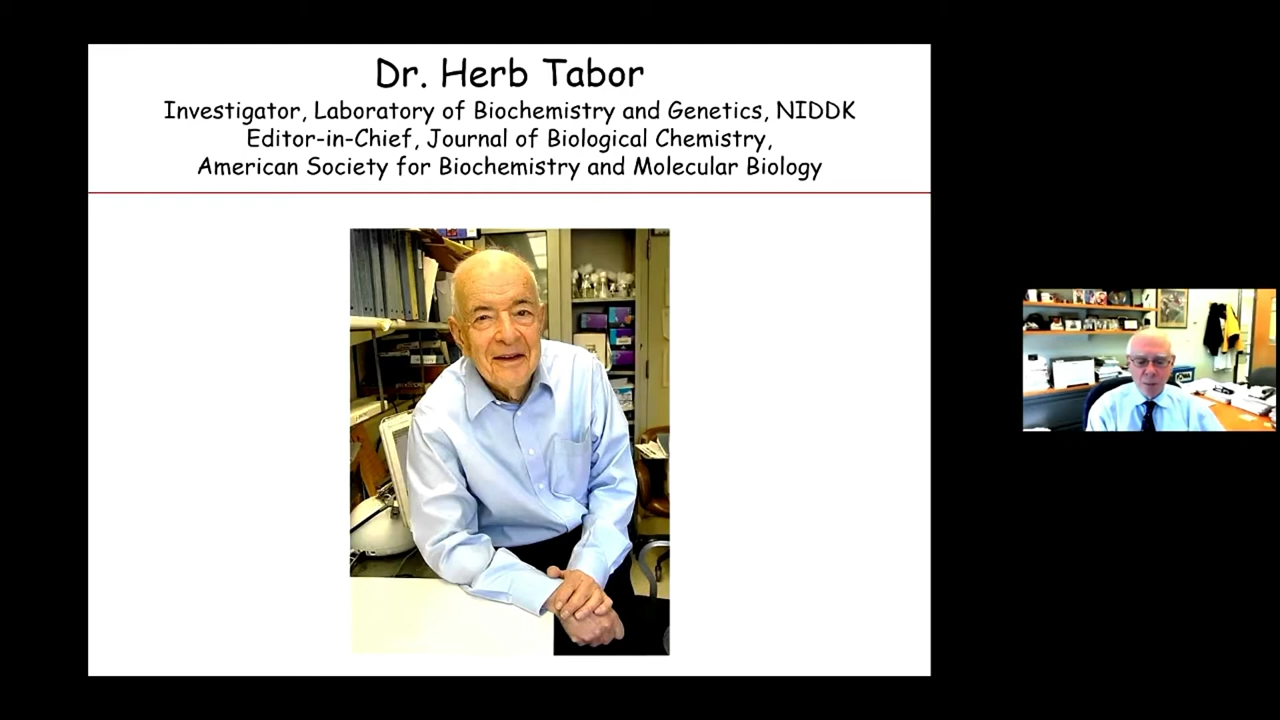 Dr. Herb Tabor
Investigator, Laboratory of Biochemistry and Genetics, NIDDK
Editor-in-Chief, Journal of Biological Chemistry,
American Society for Biochemistry and Molecular Biology